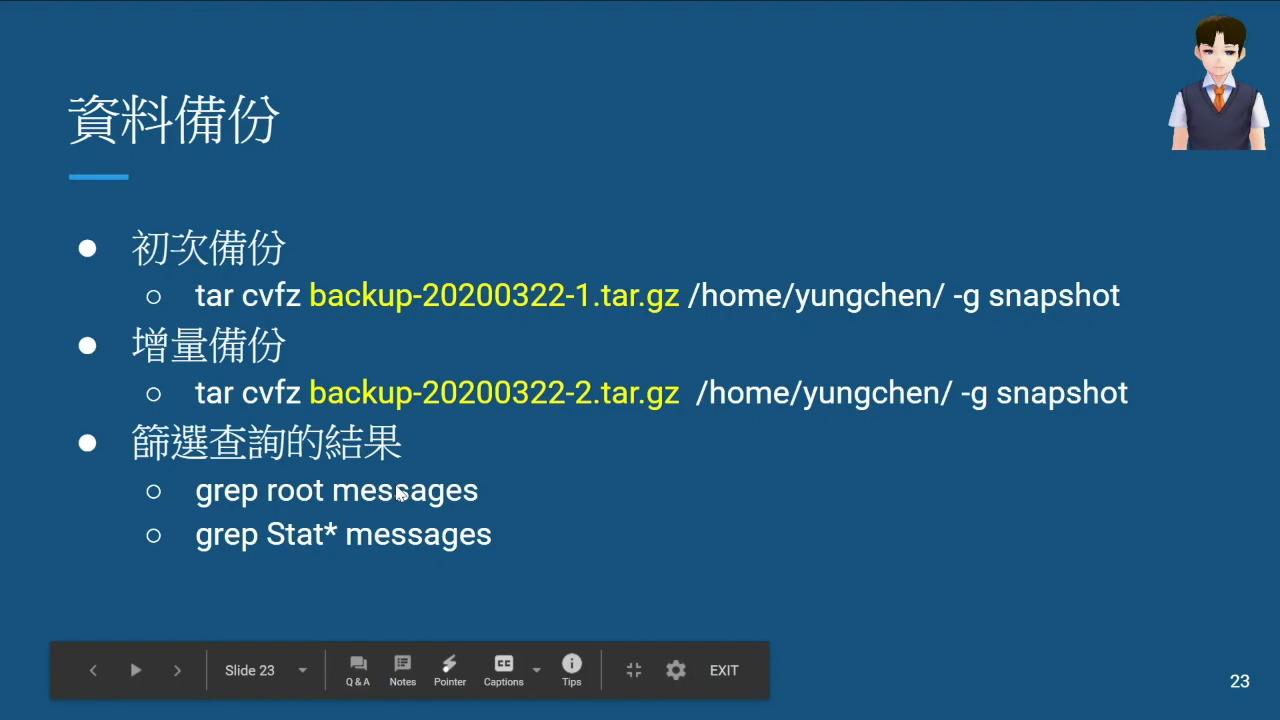 資料備份
初次備份
tar cvfz backup-20200322-1.tar.gz /home/yungchen/ -g snapshot
增量備份
tar cvfz backup-20200322-2.tar.gz /home/yungchen/ -g snapshot
篩選查詢的結果
grep root messages
grep Stat* messages
Slide 23
Q & A
Notes
Pointer
CC
Captions
Tips
EXIT
23